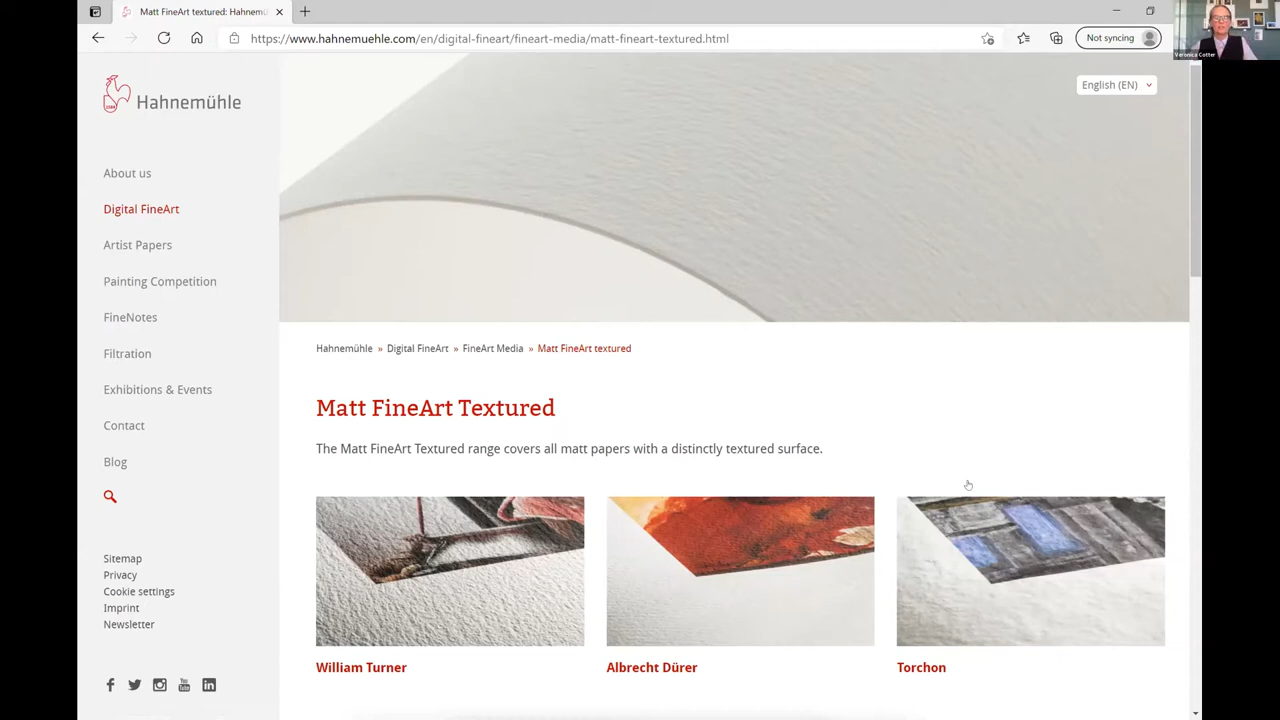 Matt FineArt textured: Hahnemü
https://www.hahnemuehle.com/en/digital-fineart/fineart-media/matt-fineart-textured.html
Not syncing
Veronica Cotter
Hahnemühle
English (EN)
About us
Digital FineArt
Artist Papers
Painting Competition
FineNotes
Filtration
Exhibitions & Events
Contact
Blog
Sitemap
Privacy
Cookie settings
Imprint
Newsletter
Hahnemühle » Digital FineArt » FineArt Media » Matt FineArt textured
Matt FineArt Textured
The Matt FineArt Textured range covers all matt papers with a distinctly textured surface.
William Turner
Albrecht Dürer
Torchon